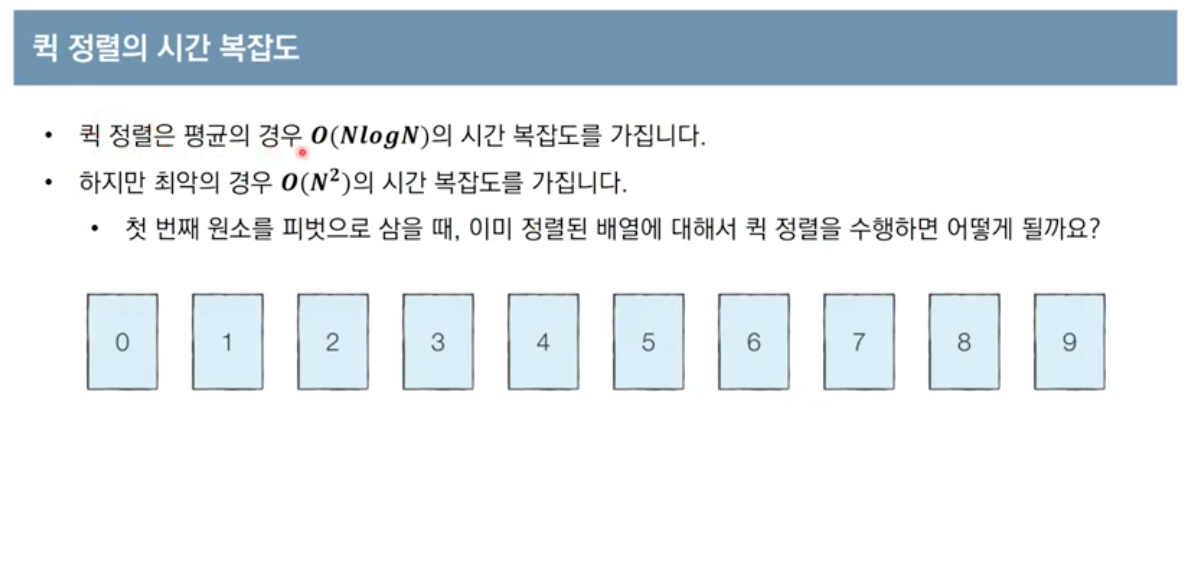 퀵 정렬의 시간 복잡도
• 퀵 정렬은 평균의 경우 O(NlogN)의 시간 복잡도를 가집니다.
• 하지만 최악의 경우 O(N²)의 시간 복잡도를 가집니다.
• 첫 번째 원소를 피벗으로 삼을 때, 이미 정렬된 배열에 대해서 퀵 정렬을 수행하면 어떻게 될까요?
0 1 2 3 4 5 6 7 8 9